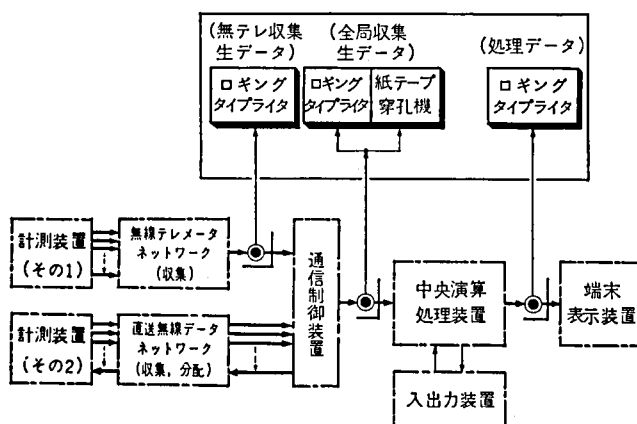 (無テレ収集
生データ)
(全局収集
生データ)
(処理データ)
ロギング
タイプライタ
ロギング
タイプライタ
紙テープ
穿孔機
ロギング
タイプライタ
計測装置
(その1)
無線テレメータ
ネットワーク
(収集)
通信制御装置
中央演算
処理装置
端末
表示装置
計測装置
(その2)
直送無線データ
ネットワーク
(収集,分配)
入出力装置